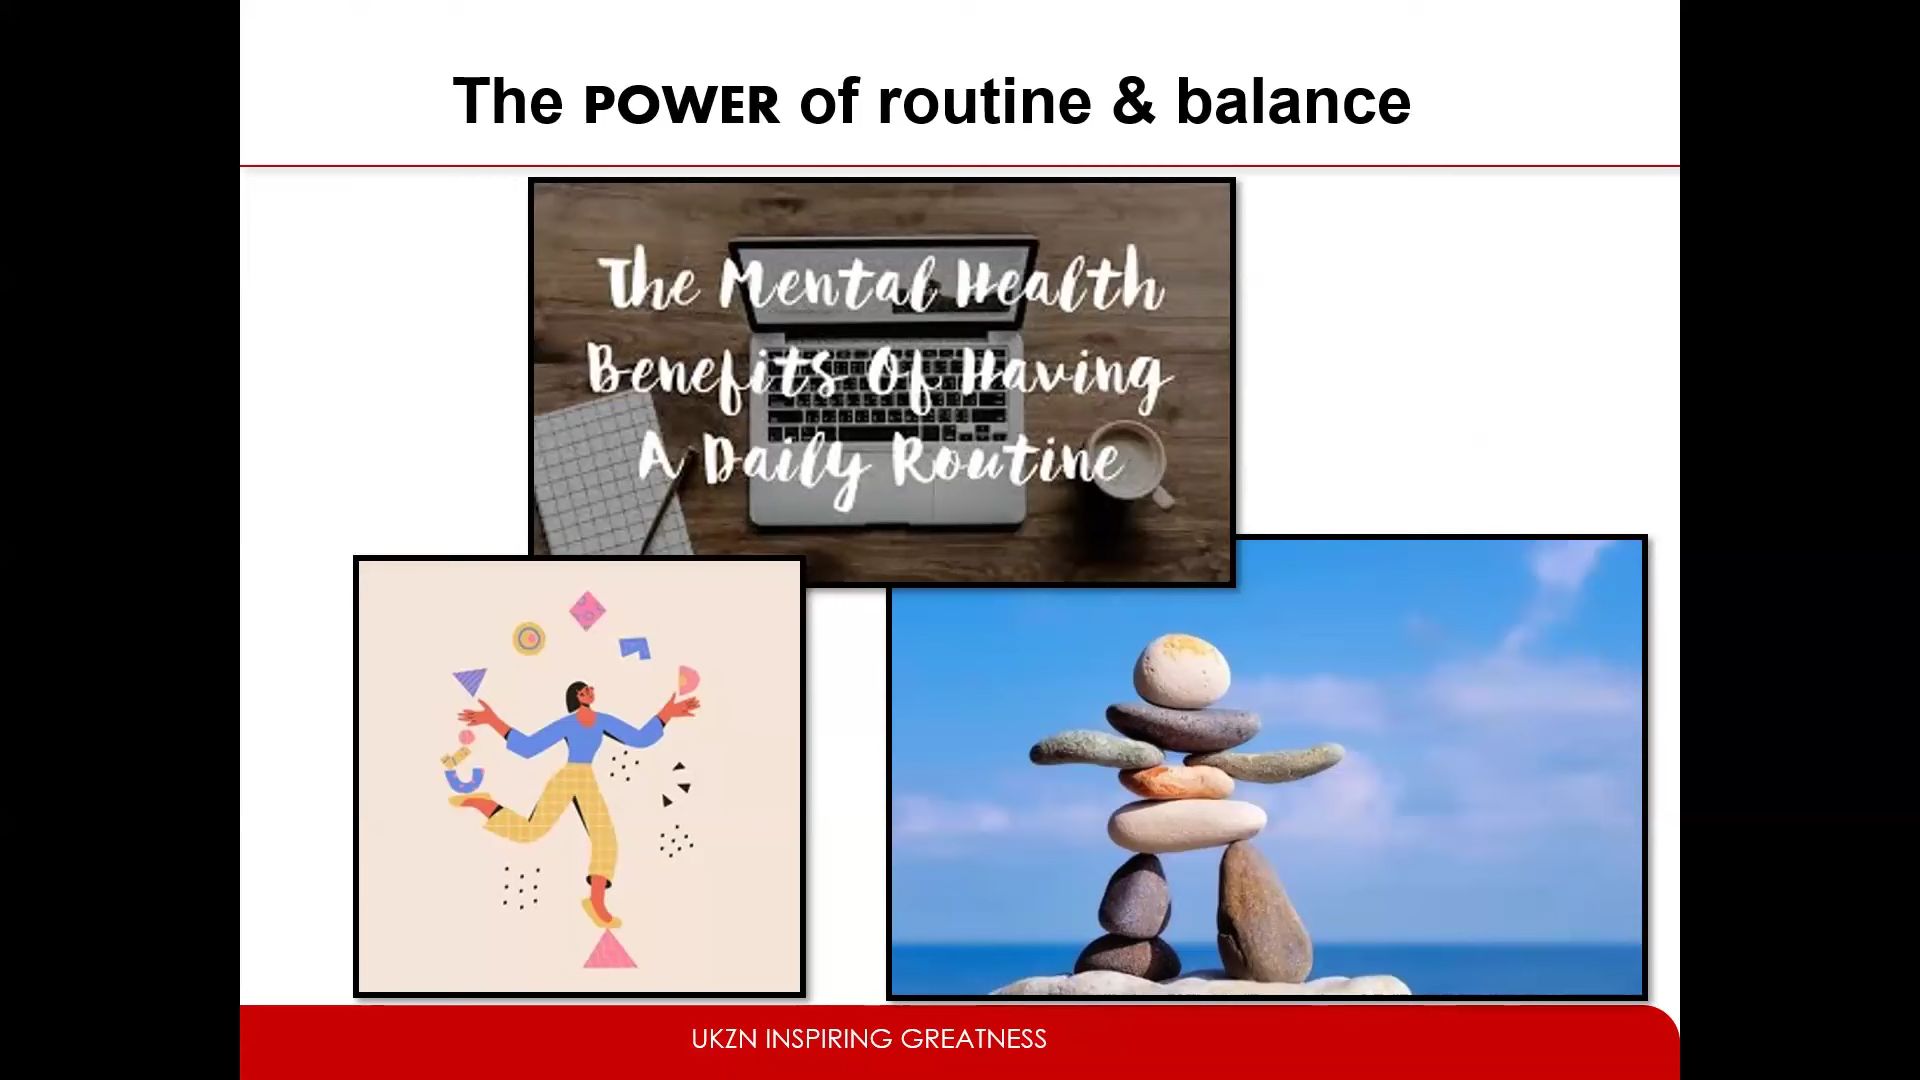 The POWER of routine & balance
The Mental Health
Benefits Of Having
A Daily Routine
UKZN INSPIRING GREATNESS